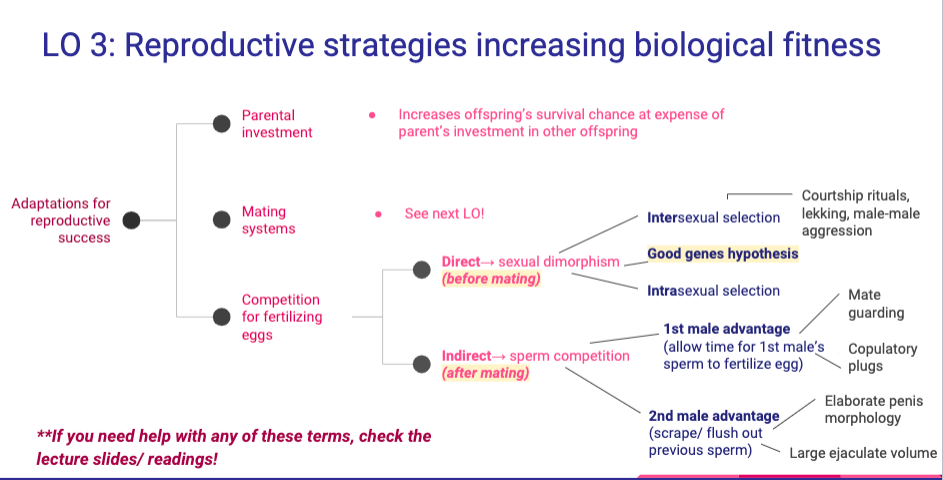 LO 3: Reproductive strategies increasing biological fitness
Adaptations for
reproductive
success
Parental
investment
● Increases offspring's survival chance at expense of
parent's investment in other offspring
Mating
systems
● See next LO!
Competition
for fertilizing
eggs
Direct→ sexual dimorphism
(before mating)
Intersexual selection
Courtship rituals,
lekking, male-male
aggression
Good genes hypothesis
Intrasexual selection
Indirect→ sperm competition
(after mating)
1st male advantage
(allow time for 1st male's
sperm to fertilize egg)
Mate
guarding
Copulatory
plugs
2nd male advantage
(scrape/ flush out
previous sperm)
Elaborate penis
morphology
Large ejaculate volume
**If you need help with any of these terms, check the
lecture slides/ readings!